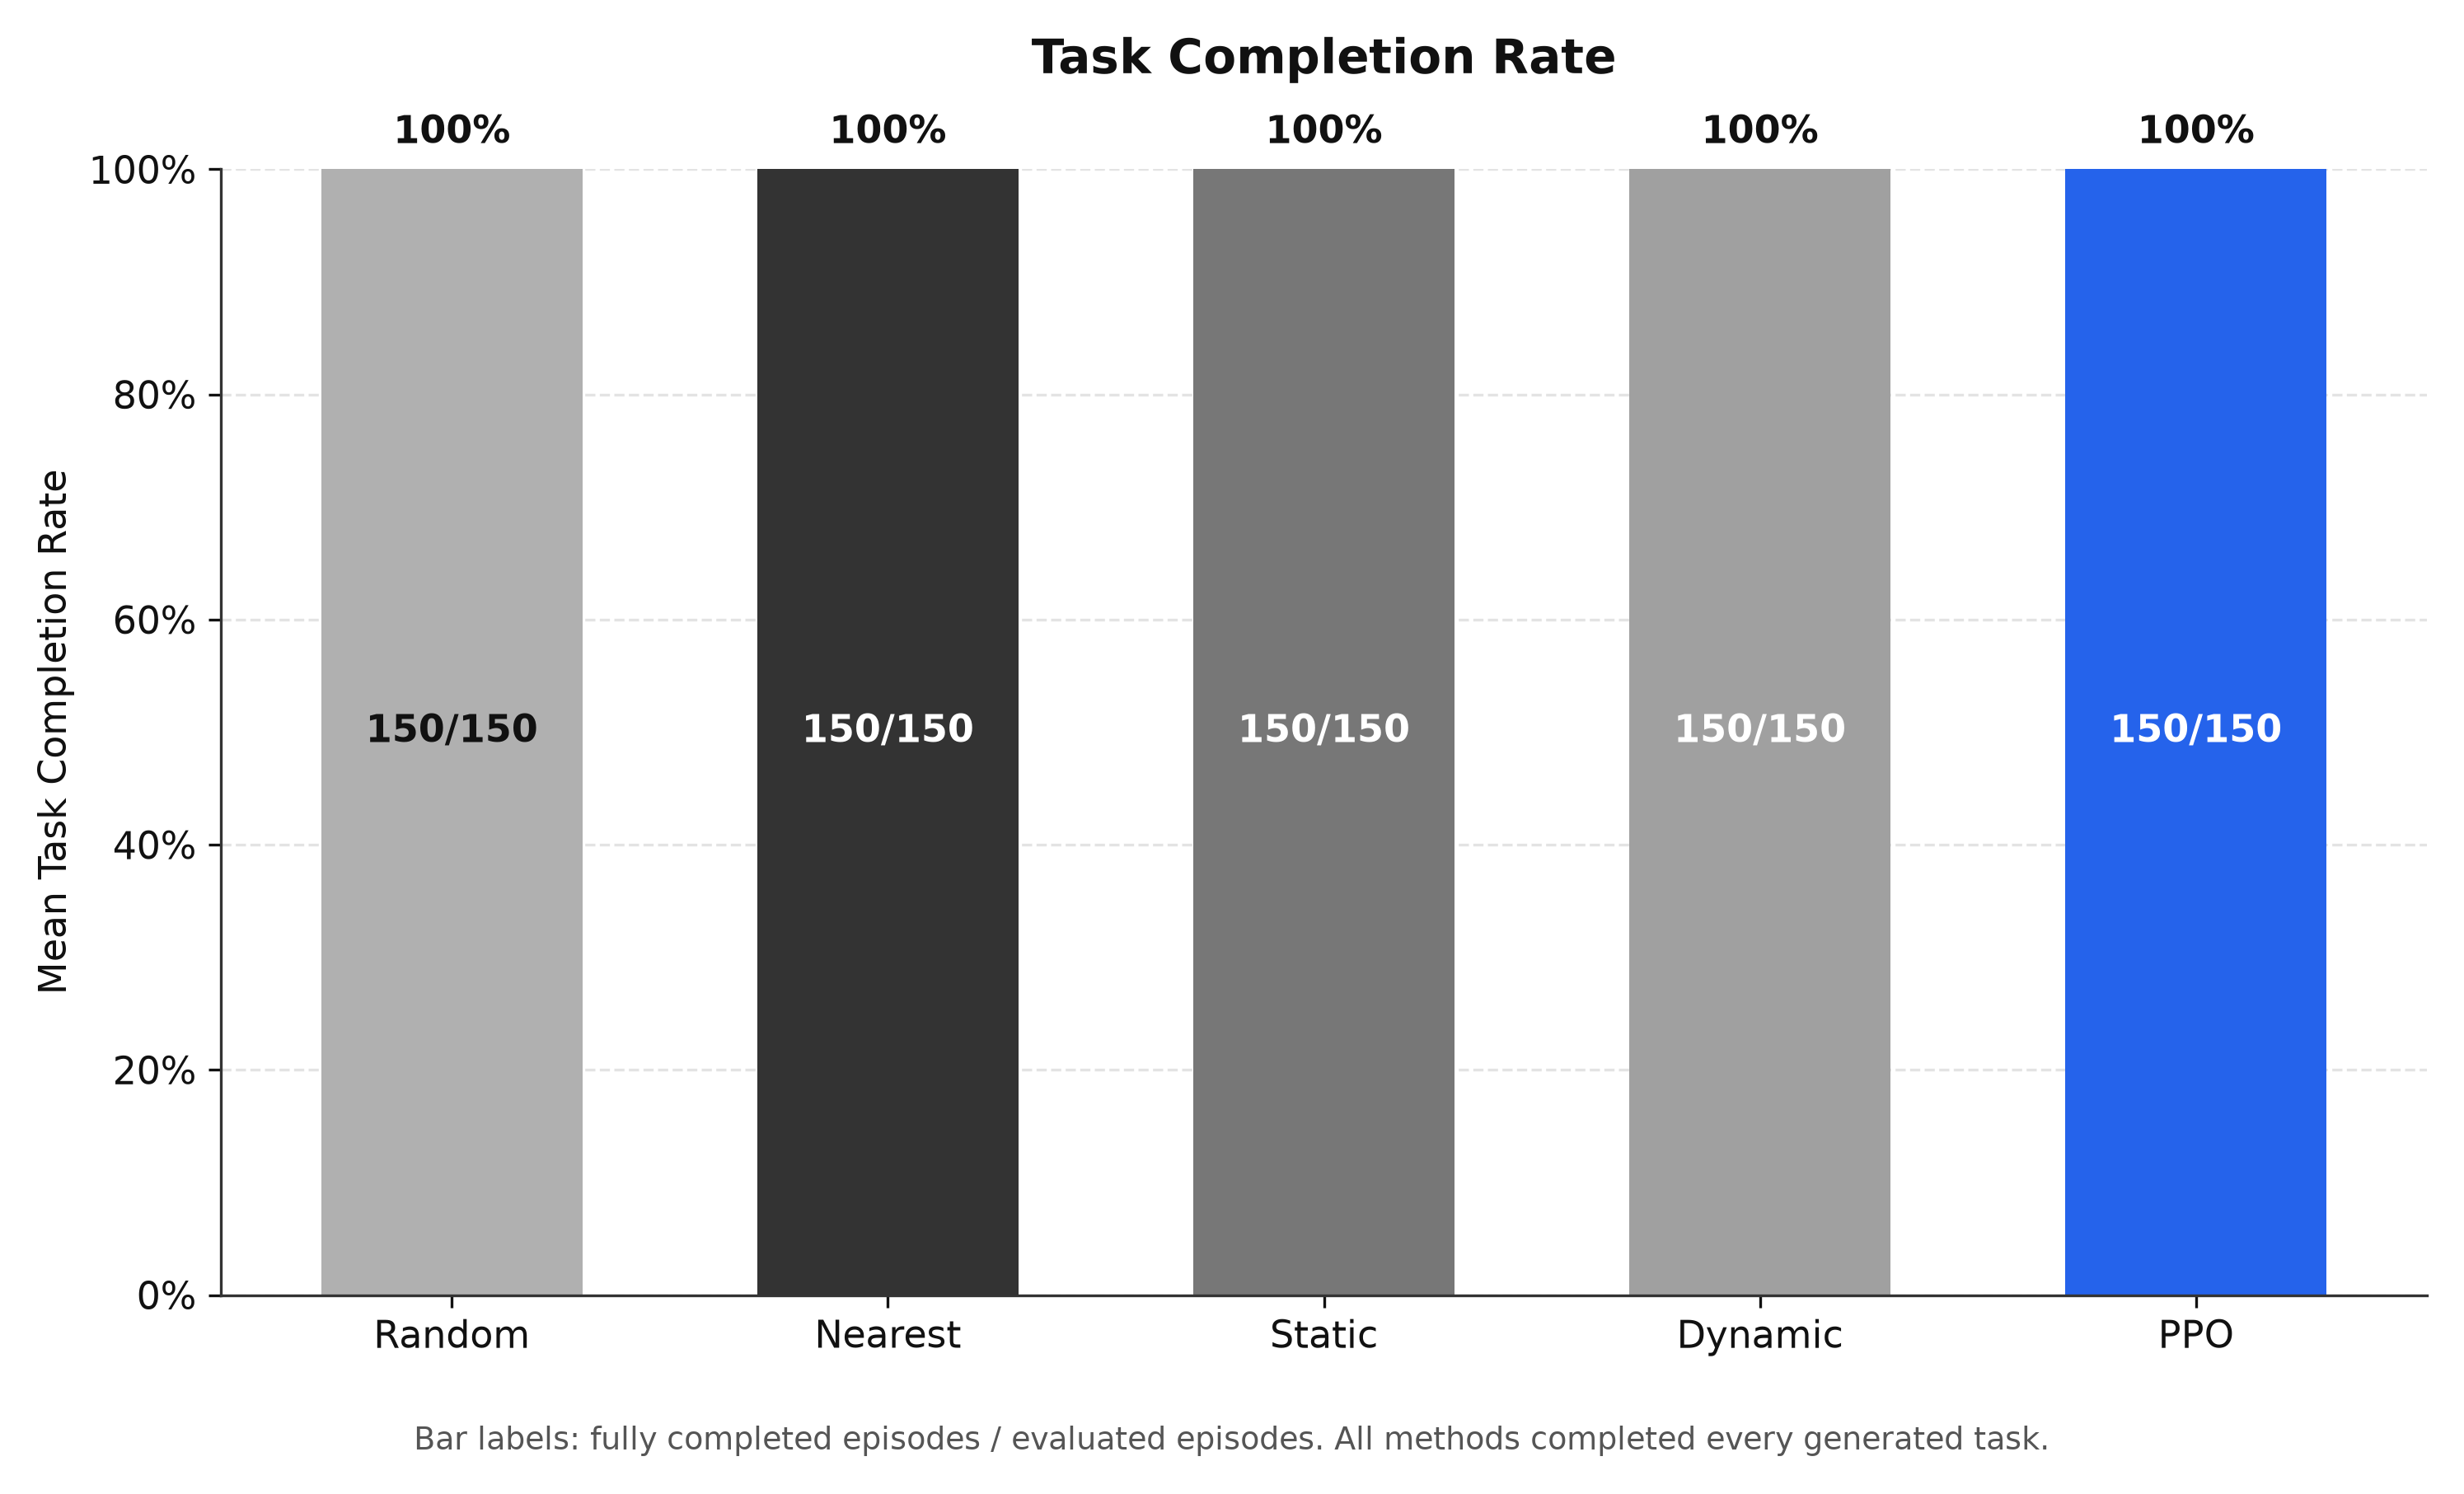 Task Completion Rate
100% 100% 100% 100% 100%
100%
80%
60%
40%
20%
0%
Mean Task Completion Rate
150/150 150/150 150/150 150/150 150/150
Random Nearest Static Dynamic PPO
Bar labels: fully completed episodes / evaluated episodes. All methods completed every generated task.